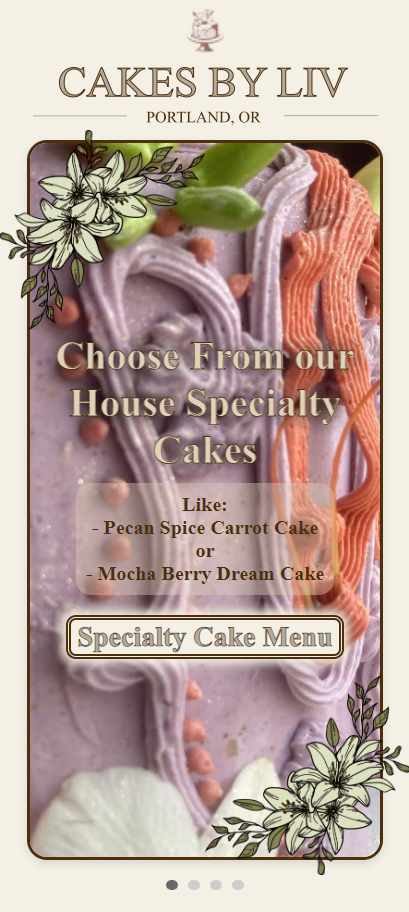 CAKES BY LIV
PORTLAND, OR
Choose From our
House Specialty
Cakes
Like:
- Pecan Spice Carrot Cake
or
- Mocha Berry Dream Cake
Specialty Cake Menu